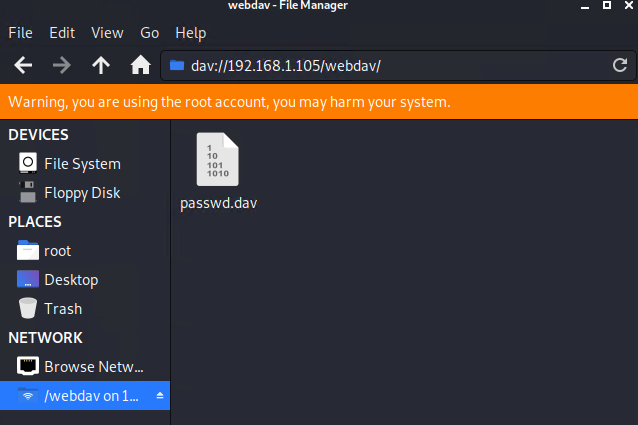 webdav - File Manager
File Edit View Go Help
dav://192.168.1.105/webdav/
Warning, you are using the root account, you may harm your system.
DEVICES
File System
Floppy Disk
PLACES
root
Desktop
Trash
NETWORK
Browse Netw...
/webdav on 1...
1
10
101
1010
passwd.dav